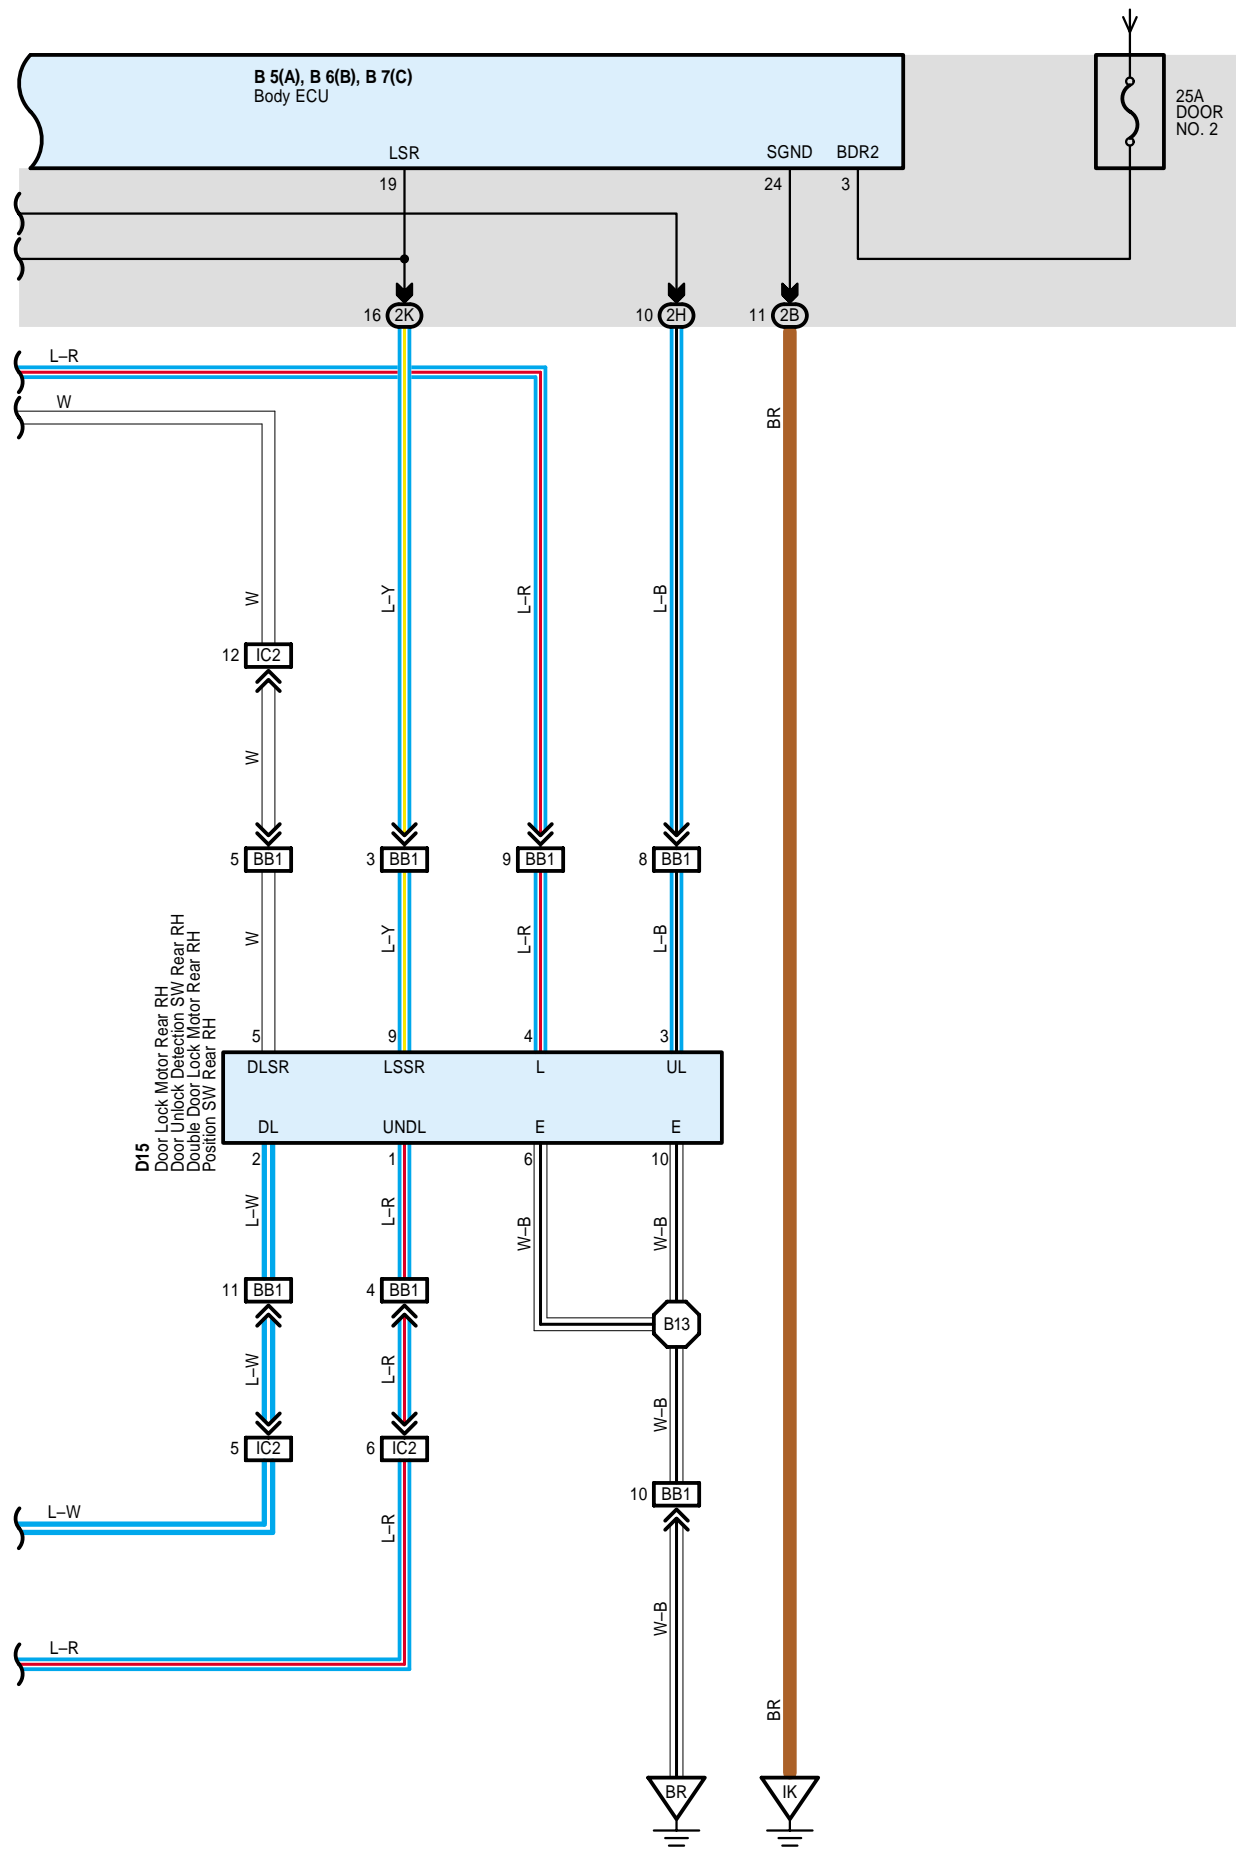 B 5(A), B 6(B), B 7(C)
Body ECU
25A
DOOR
NO. 2
LSR
SGND
BDR2
19
24
3
16 2K
10 2H
11 2B
L–R
W
BR
W
L–Y
L–R
L–B
12 IC2
W
5 BB1
3 BB1
9 BB1
8 BB1
W
L–Y
L–R
L–B
D15
Door Lock Motor Rear RH
Door Unlock Detection SW Rear RH
Double Door Lock Motor Rear RH
Position SW Rear RH
5
9
4
3
DLSR
LSSR
L
UL
DL
UNDL
E
E
2
1
6
10
L–W
L–R
W–B
W–B
11 BB1
4 BB1
B13
L–W
L–R
W–B
5 IC2
6 IC2
10 BB1
L–W
L–R
W–B
L–R
BR
BR
IK